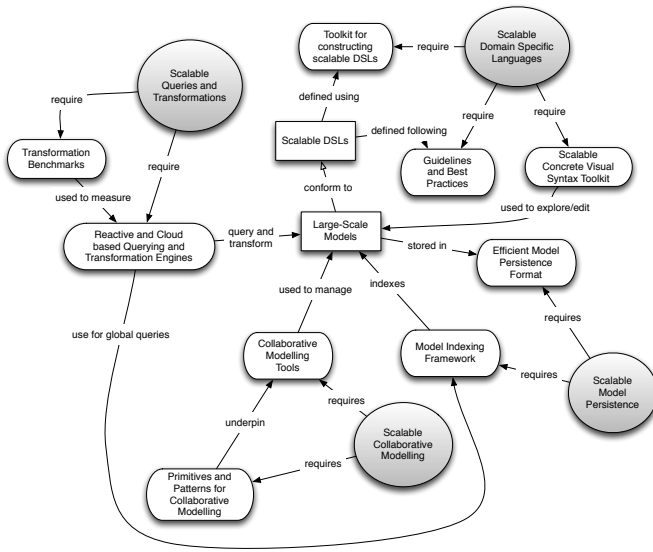 Toolkit for
constructing
scalable DSLs
require
Scalable
Domain Specific
Languages
Scalable
Queries and
Transformations
require
defined using
require
require
Transformation
Benchmarks
require
Scalable DSLs
defined following
Guidelines
and Best
Practices
Scalable
Concrete Visual
Syntax Toolkit
used to measure
conform to
used to explore/edit
Reactive and Cloud
based Querying and
Transformation Engines
query and
transform
Large-Scale
Models
stored in
Efficient Model
Persistence
Format
used to manage
indexes
use for global queries
requires
Collaborative
Modelling
Tools
Model Indexing
Framework
requires
Scalable
Model
Persistence
requires
underpin
Scalable
Collaborative
Modelling
requires
Primitives and
Patterns for
Collaborative
Modelling